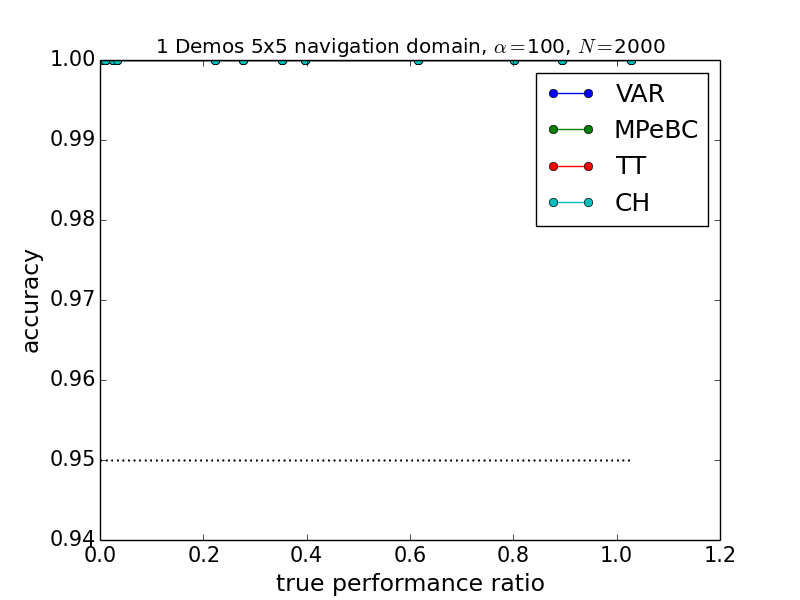 1 Demos 5x5 navigation domain, α=100, N=2000
1.00
0.99
0.98
0.97
0.96
0.95
0.94
accuracy
VAR
MPeBC
TT
CH
0.0 0.2 0.4 0.6 0.8 1.0 1.2
true performance ratio